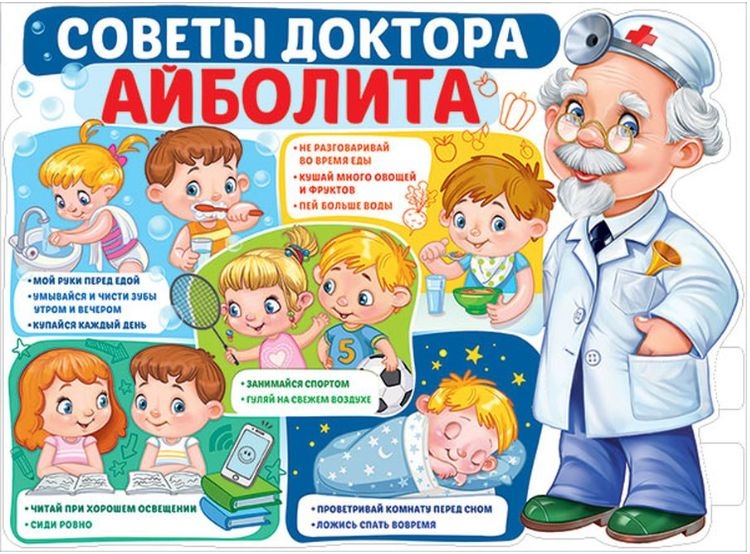 СОВЕТЫ ДОКТОРА
АЙБОЛИТА
• НЕ РАЗГОВАРИВАЙ
ВО ВРЕМЯ ЕДЫ
• КУШАЙ МНОГО ОВОЩЕЙ
И ФРУКТОВ
• ПЕЙ БОЛЬШЕ ВОДЫ
• МОЙ РУКИ ПЕРЕД ЕДОЙ
• УМЫВАЙСЯ И ЧИСТИ ЗУБЫ
УТРОМ И ВЕЧЕРОМ
• КУПАЙСЯ КАЖДЫЙ ДЕНЬ
5
• ЗАНИМАЙСЯ СПОРТОМ
• ГУЛЯЙ НА СВЕЖЕМ ВОЗДУХЕ
• ЧИТАЙ ПРИ ХОРОШЕМ ОСВЕЩЕНИИ
• СИДИ РОВНО
• ПРОВЕТРИВАЙ КОМНАТУ ПЕРЕД СНОМ
• ЛОЖИСЬ СПАТЬ ВОВРЕМЯ